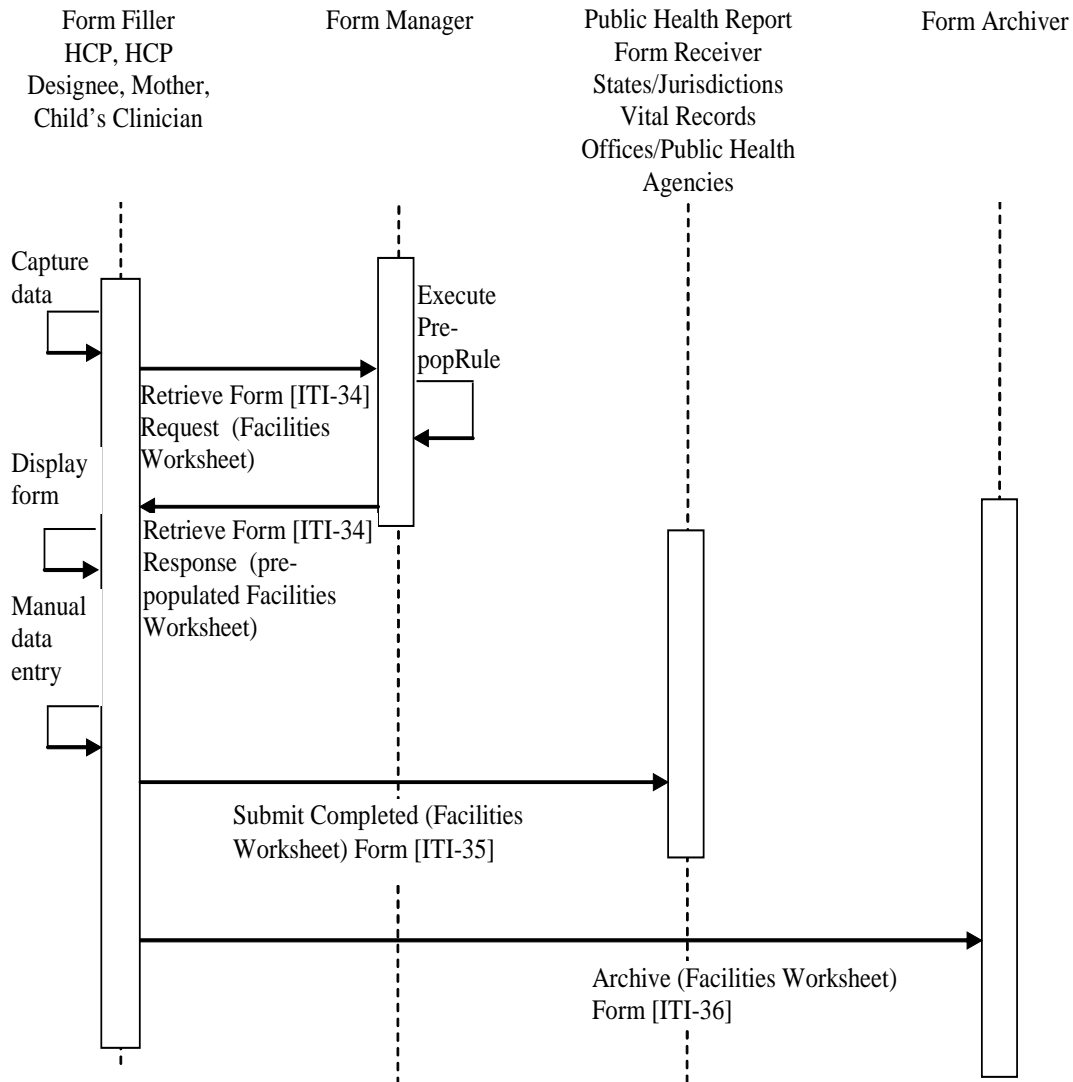 Form Filler
HCP, HCP
Designee, Mother,
Child's Clinician
Form Manager
Public Health Report
Form Receiver
States/Jurisdictions
Vital Records
Offices/Public Health
Agencies
Form Archiver
Capture
data
Execute
Pre-
popRule
Retrieve Form [ITI-34]
Request (Facilities
Worksheet)
Display
form
Retrieve Form [ITI-34]
Response (pre-
populated Facilities
Worksheet)
Manual
data
entry
Submit Completed (Facilities
Worksheet) Form [ITI-35]
Archive (Facilities Worksheet)
Form [ITI-36]